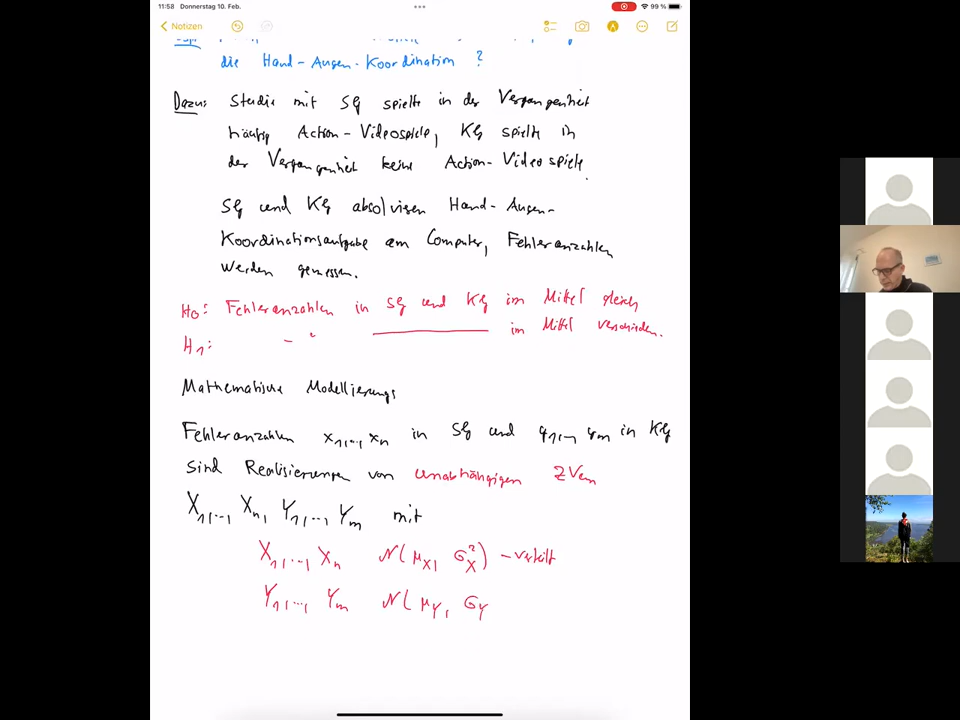 11:58 Donnerstag 10. Feb.
99 %
Notizen
die Hand-Augen-Koordination ?
Dazu: Studie mit SG spielte in der Vergangenheit
häufig Action-Videospiele, KG spielte in
der Vergangenheit keine Action-Videospiele.
SG und KG absolvieren Hand-Augen-
Koordinationsaufgabe am Computer, Fehleranzahlen
werden gemessen.
H0: Fehleranzahlen in SG und KG im Mittel gleich
H1: - " im Mittel verschieden.
Mathematische Modellierung:
Fehleranzahlen x1,...,xn in SG und y1,...,ym in KG
sind Realisierungen von unabhängigen ZVen
X1,...,Xn, Y1,...,Ym mit
X1,...,Xn N(μX, σX²) -verteilt
Y1,...,Ym N(μY, σY